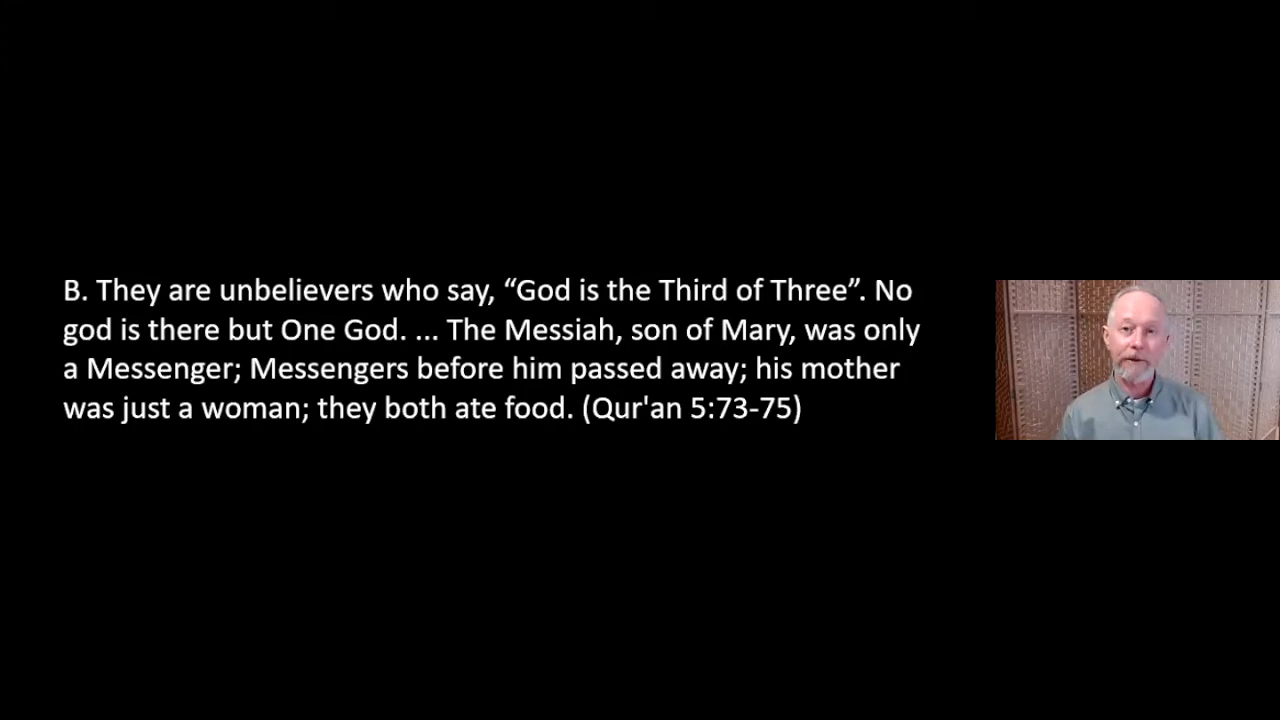 B. They are unbelievers who say, “God is the Third of Three”. No
god is there but One God. ... The Messiah, son of Mary, was only
a Messenger; Messengers before him passed away; his mother
was just a woman; they both ate food. (Qur'an 5:73-75)